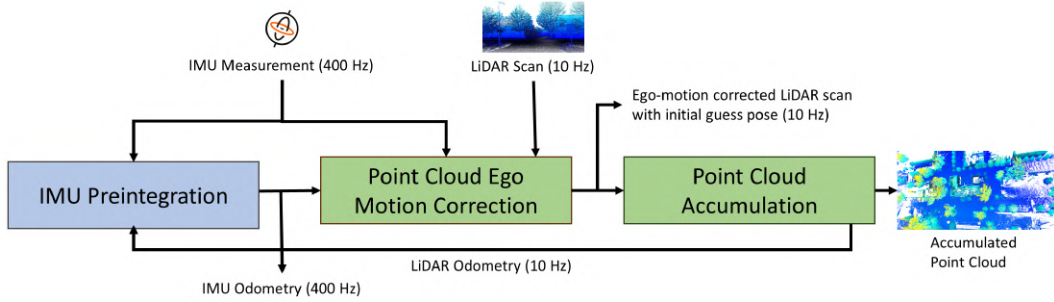 IMU Measurement (400 Hz)
LiDAR Scan (10 Hz)
Ego-motion corrected LiDAR scan
with initial guess pose (10 Hz)
IMU Preintegration
Point Cloud Ego
Motion Correction
Point Cloud
Accumulation
Accumulated
Point Cloud
LiDAR Odometry (10 Hz)
IMU Odometry (400 Hz)